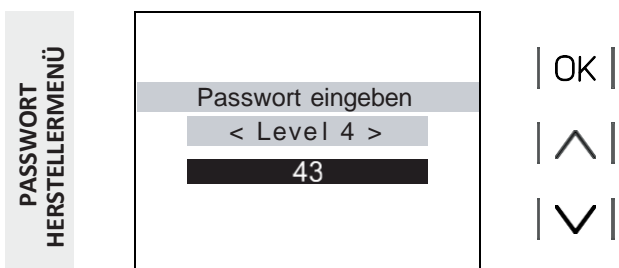 PASSWORT
HERSTELLERMENÜ
Passwort eingeben
< Level 4 >
43
OK